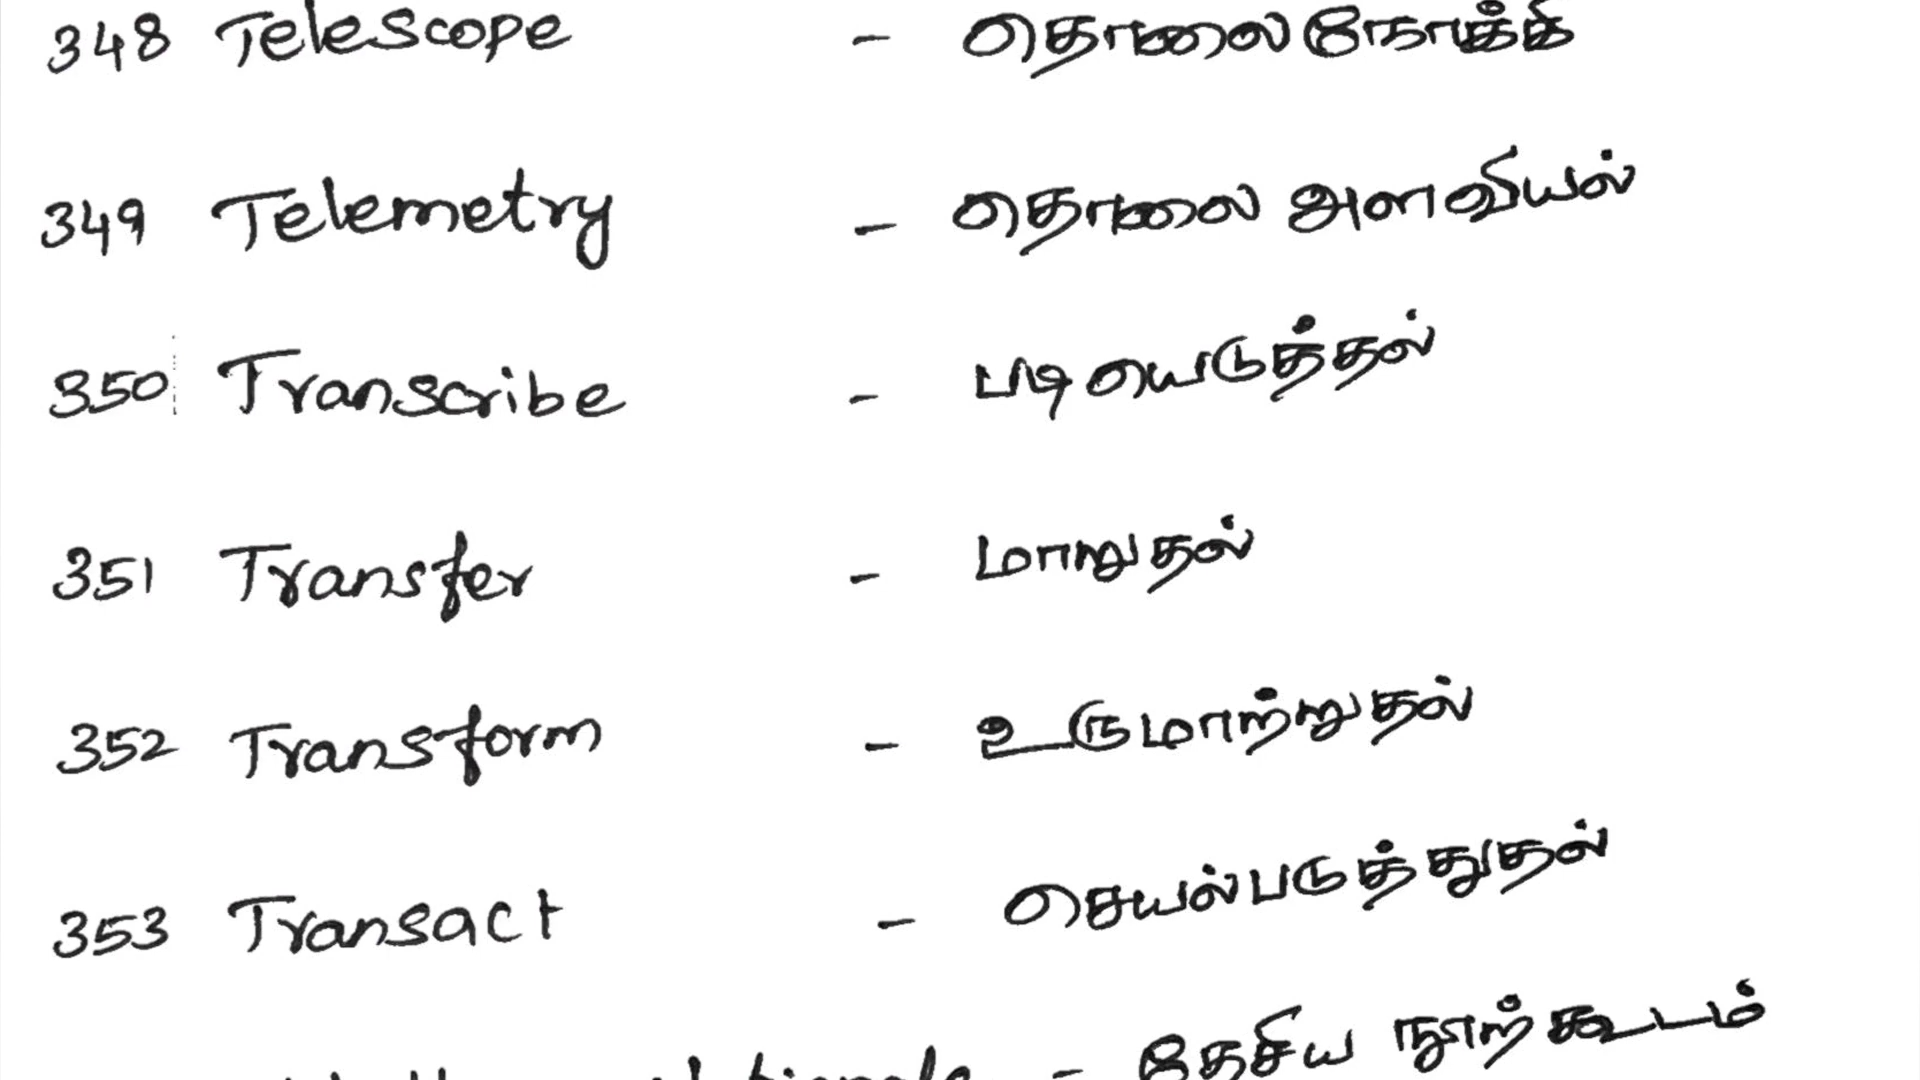 348 Telescope - தொலைநோக்கி
349 Telemetry - தொலை அளவியல்
350 Transcribe - படியெடுத்தல்
351 Transfer - மாறுதல்
352 Transform - உருமாற்றுதல்
353 Transact - செயல்படுத்துதல்
- தேசிய நூற்கூடம்